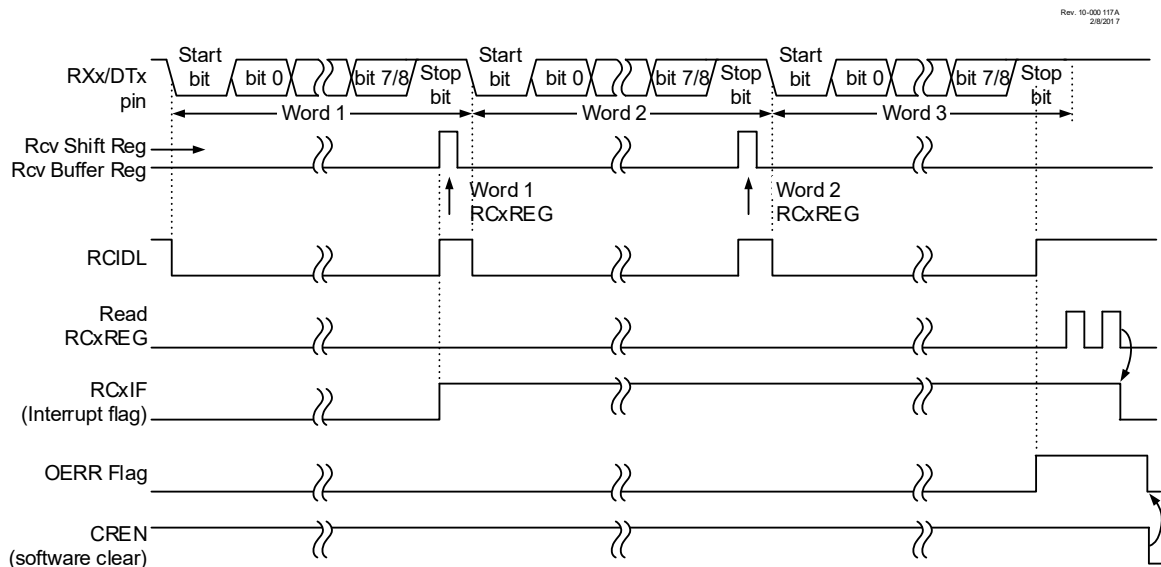 Rev. 10-000 117A
2/8/201 7
RXx/DTx
pin
Start
bit
bit 0
bit 7/8
Stop
bit
Start
bit
bit 0
bit 7/8
Stop
bit
Start
bit
bit 0
bit 7/8
Stop
bit
Word 1
Word 2
Word 3
Rcv Shift Reg
Rcv Buffer Reg
Word 1
RCxREG
Word 2
RCxREG
RCIDL
Read
RCxREG
RCxIF
(Interrupt flag)
OERR Flag
CREN
(software clear)